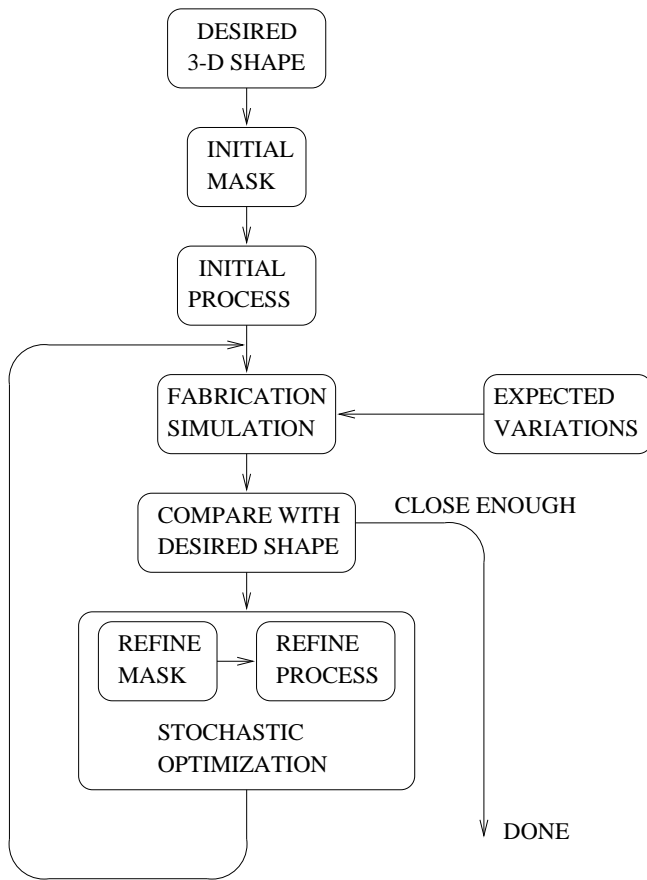 DESIRED
3-D SHAPE
INITIAL
MASK
INITIAL
PROCESS
FABRICATION
SIMULATION
EXPECTED
VARIATIONS
COMPARE WITH
DESIRED SHAPE
CLOSE ENOUGH
REFINE
MASK
REFINE
PROCESS
STOCHASTIC
OPTIMIZATION
DONE